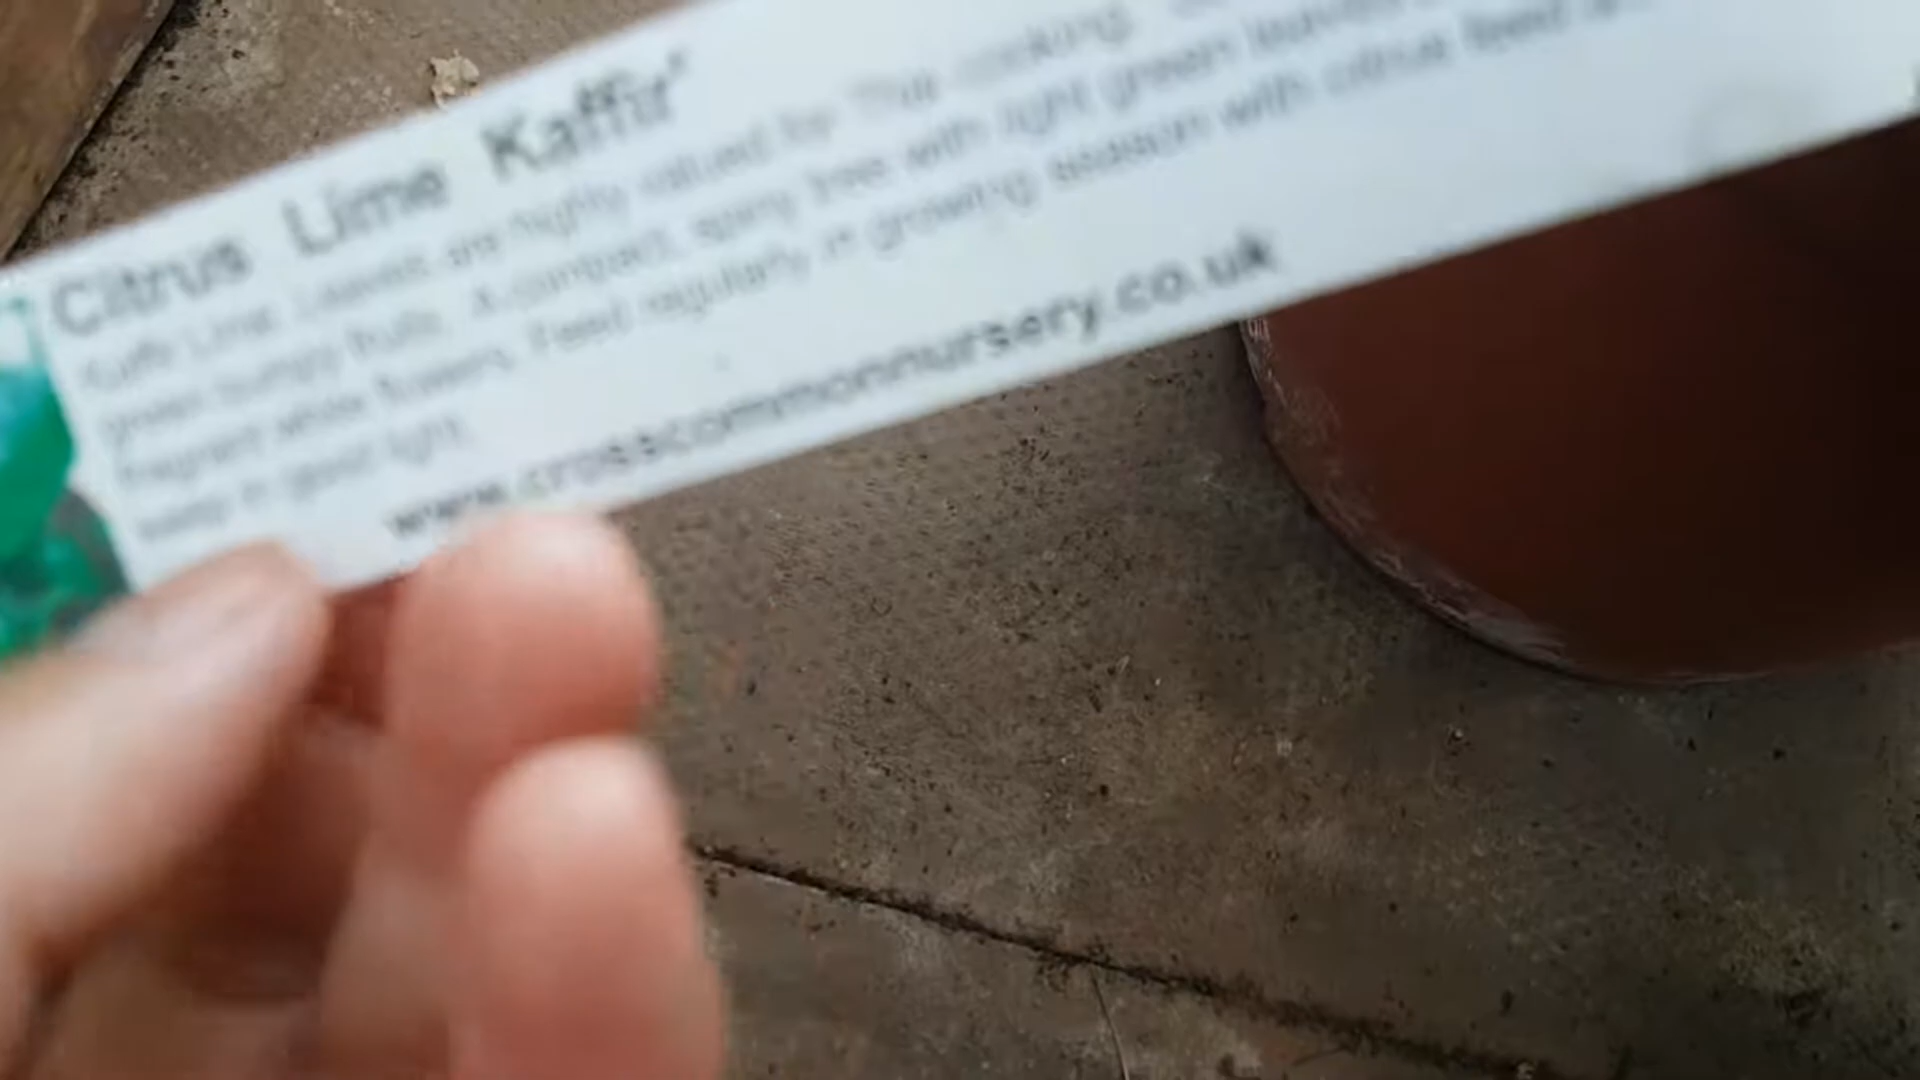 Citrus Lime Kaffir'
Kaffir Lime. Leaves are highly valued for Thai cooking.
green bumpy fruits. A compact, spiny tree with light green leaves
fragrant white flowers. Feed regularly in growing season with citrus feed
keep in good light.
www.crosscommonnursery.co.uk